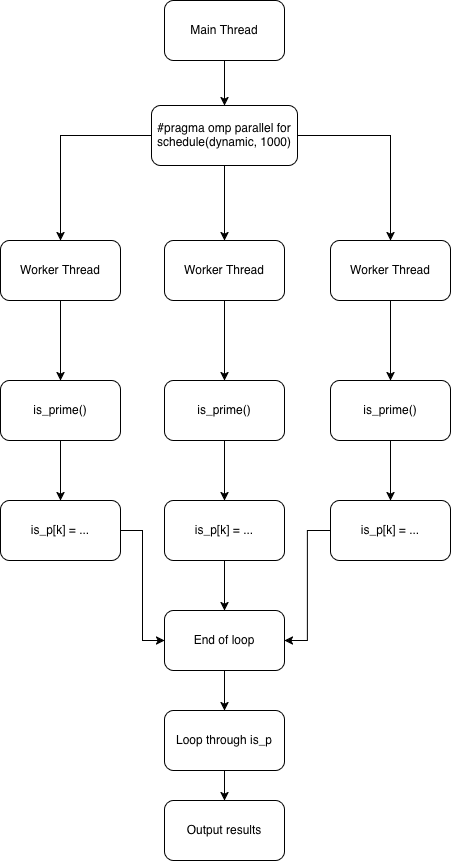 Main Thread
#pragma omp parallel for
schedule(dynamic, 1000)
Worker Thread
Worker Thread
Worker Thread
is_prime()
is_prime()
is_prime()
is_p[k] = ...
is_p[k] = ...
is_p[k] = ...
End of loop
Loop through is_p
Output results